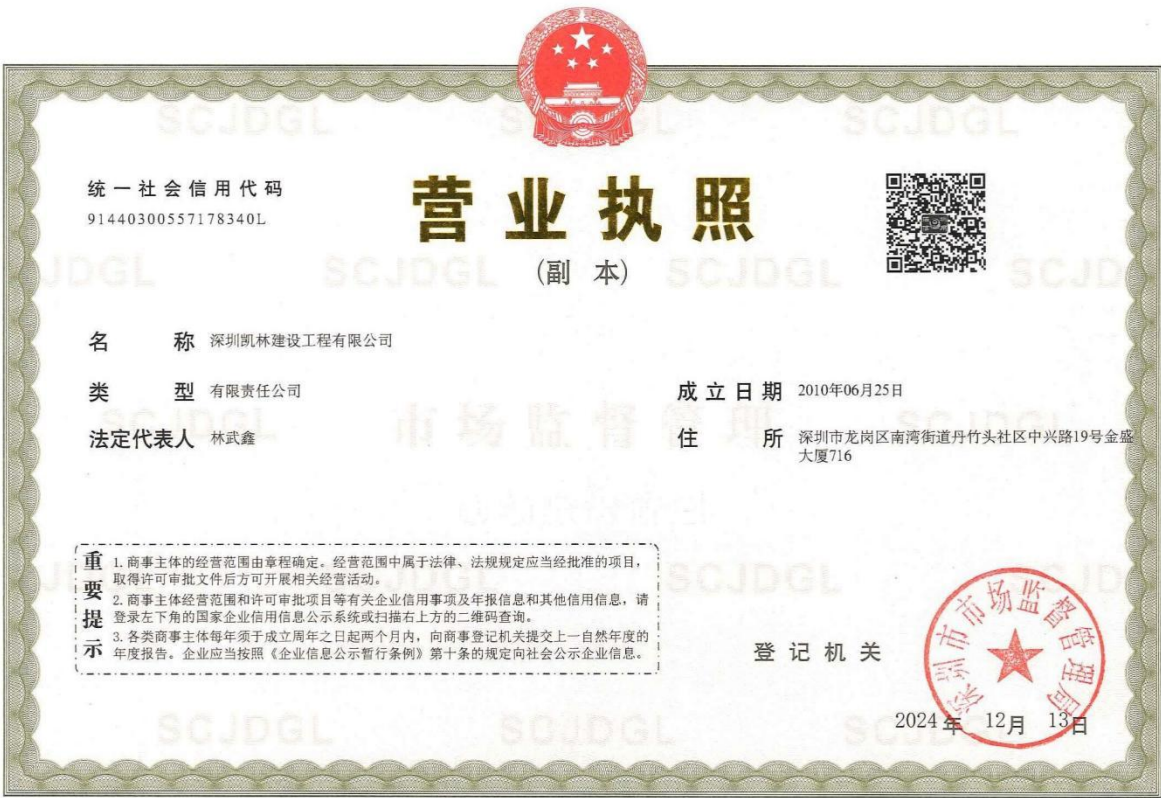 统一社会信用代码
91440300557178340L
营业执照
(副 本)
名 称 深圳凯林建设工程有限公司
类 型 有限责任公司
成立日期 2010年06月25日
法定代表人 林武鑫
住 所 深圳市龙岗区南湾街道丹竹头社区中兴路19号金盛
大厦716
重要提示
1. 商事主体的经营范围由章程确定。经营范围中属于法律、法规规定应当经批准的项目，
取得许可审批文件后方可开展相关经营活动。
2. 商事主体经营范围和许可审批项目等有关企业信用事项及年报信息和其他信用信息，请
登录左下角的国家企业信用信息公示系统或扫描右上方的二维码查询。
3. 各类商事主体每年须于成立周年之日起两个月内，向商事登记机关提交上一自然年度的
年度报告。企业应当按照《企业信息公示暂行条例》第十条的规定向社会公示企业信息。
登记机关
深圳市市场监督管理局
2024年 12月 13日
SCJDGL
市场监督管理